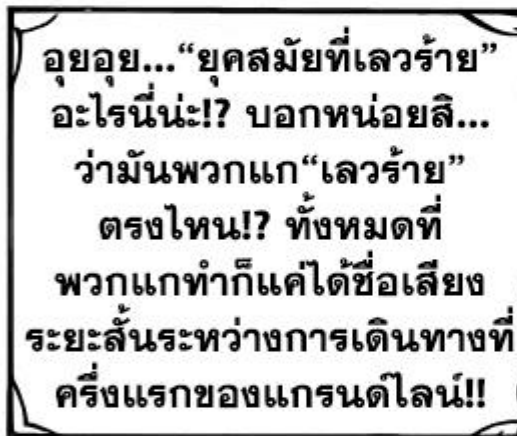 อุยอุย...“ยุคสมัยที่เลวร้าย”
อะไรนี่น่ะ!? บอกหน่อยสิ...
ว่ามันพวกแก“เลวร้าย”
ตรงไหน!? ทั้งหมดที่
พวกแกทำก็แค่ได้ชื่อเสียง
ระยะสั้นระหว่างการเดินทางที่
ครึ่งแรกของแกรนด์ไลน์!!